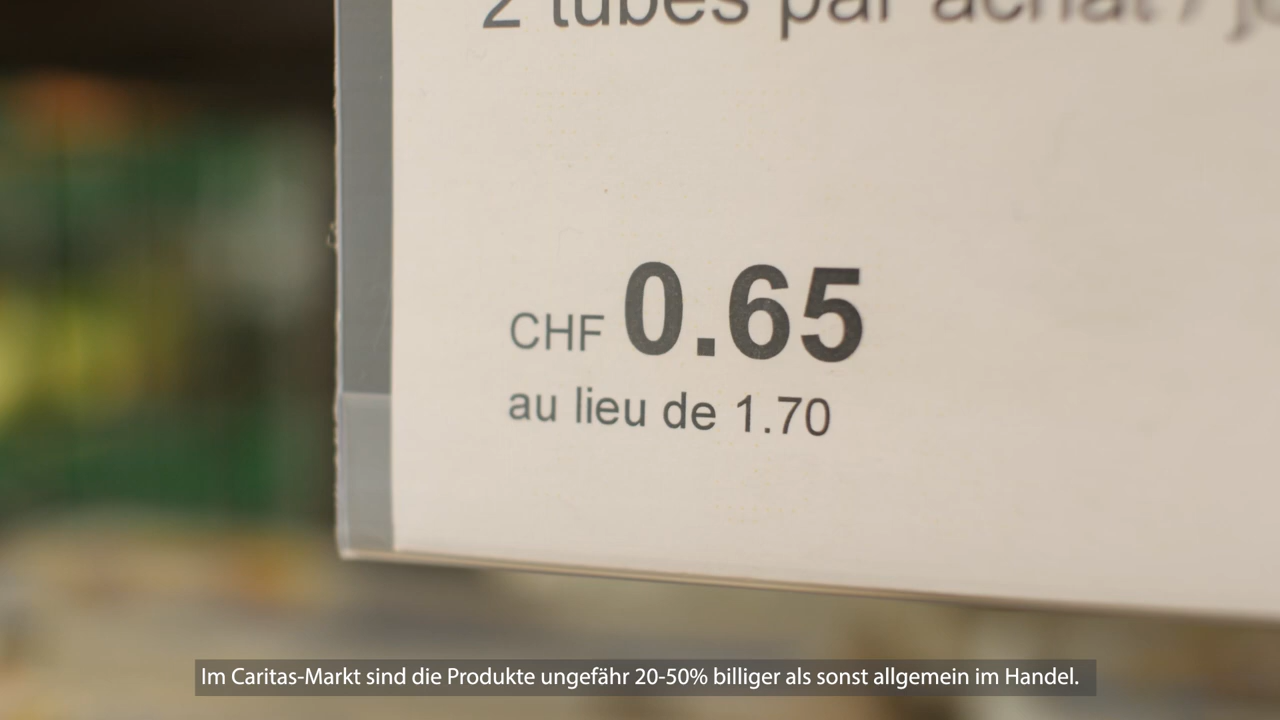 2 tubes par achat / 
CHF 0.65
au lieu de 1.70
Im Caritas-Markt sind die Produkte ungefähr 20-50% billiger als sonst allgemein im Handel.